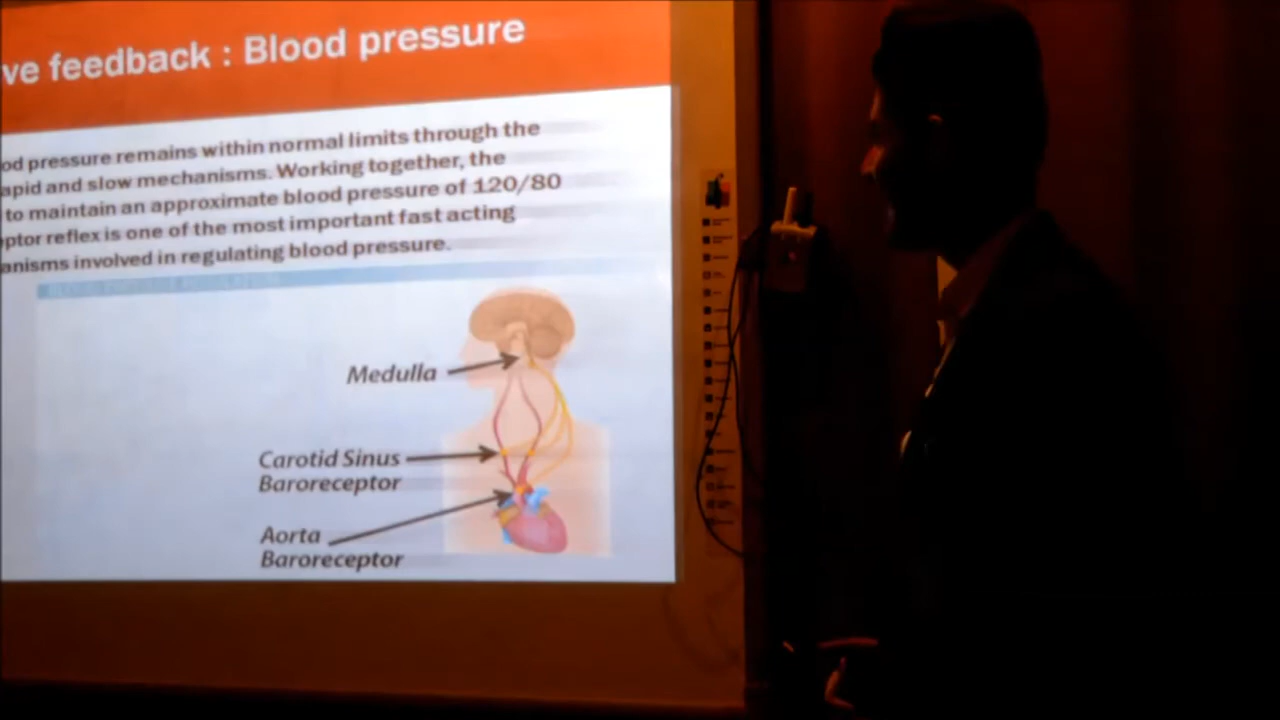 ve feedback : Blood pressure
od pressure remains within normal limits through the
apid and slow mechanisms. Working together, the
to maintain an approximate blood pressure of 120/80
ptor reflex is one of the most important fast acting
anisms involved in regulating blood pressure.
Medulla
Carotid Sinus
Baroreceptor
Aorta
Baroreceptor